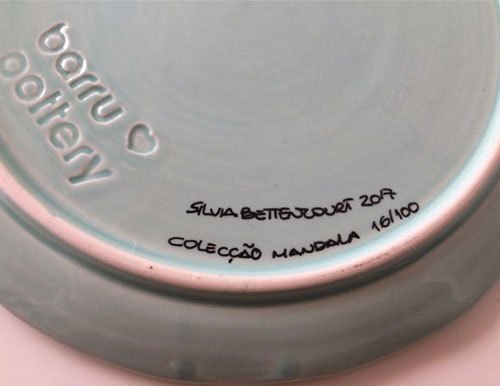 barru
pottery
SILVIA BETTENCOURT 2017
COLECÇÃO MANDALA 16/100